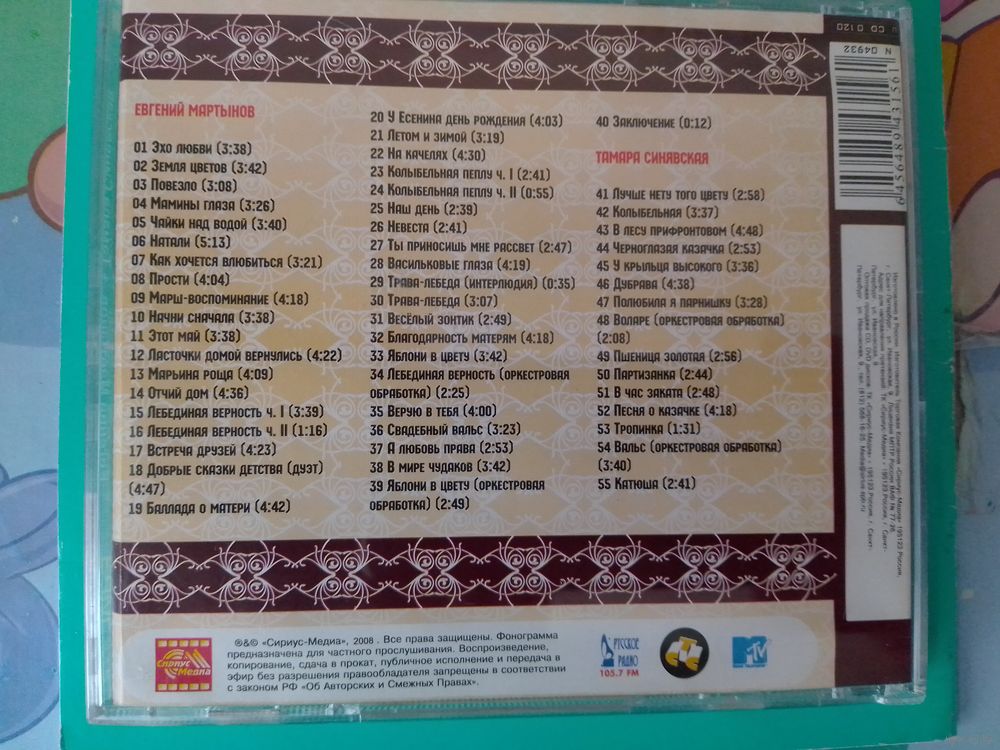 ЕВГЕНИЙ МАРТЫНОВ
01 Эхо любви (3:38)
02 Земля цветов (3:42)
03 Повезло (3:08)
04 Мамины глаза (3:26)
05 Чайки над водой (3:40)
06 Натали (5:13)
07 Как хочется влюбиться (3:21)
08 Прости (4:04)
09 Марш-воспоминание (4:18)
10 Начни сначала (3:38)
11 Этот май (3:38)
12 Ласточки домой вернулись (4:22)
13 Марьина роща (4:09)
14 Отчий дом (4:36)
15 Лебединая верность ч. I (3:39)
16 Лебединая верность ч. II (1:16)
17 Встреча друзей (4:23)
18 Добрые сказки детства (дуэт)
(4:47)
19 Баллада о матери (4:42)
20 У Есенина день рождения (4:03)
21 Летом и зимой (3:19)
22 На качелях (4:30)
23 Колыбельная пеплу ч. I (2:41)
24 Колыбельная пеплу ч. II (0:55)
25 Наш день (2:39)
26 Невеста (2:41)
27 Ты приносишь мне рассвет (2:47)
28 Васильковые глаза (4:19)
29 Трава-лебеда (интерлюдия) (0:35)
30 Трава-лебеда (3:07)
31 Весёлый зонтик (2:49)
32 Благодарность матерям (4:18)
33 Яблони в цвету (3:42)
34 Лебединая верность (оркестровая
обработка) (2:25)
35 Верую в тебя (4:00)
36 Свадебный вальс (3:23)
37 А любовь права (2:53)
38 В мире чудаков (3:42)
39 Яблони в цвету (оркестровая
обработка) (2:49)
40 Заключение (0:12)
ТАМАРА СИНЯВСКАЯ
41 Лучше нету того цвету (2:58)
42 Колыбельная (3:37)
43 В лесу прифронтовом (4:48)
44 Черноглазая казачка (2:53)
45 У крыльца высокого (3:36)
46 Дубрава (4:38)
47 Полюбила я парнишку (3:28)
48 Воларе (оркестровая обработка)
(2:08)
49 Пшеница золотая (2:56)
50 Партизанка (2:44)
51 В час заката (2:48)
52 Песня о казачке (4:18)
53 Тропинка (1:31)
54 Вальс (оркестровая обработка)
(3:40)
55 Катюша (2:41)
CD 0120
N 04932
Сириус
Медиа
℗&© «Сириус-Медиа», 2008 . Все права защищены. Фонограмма
предназначена для частного прослушивания. Воспроизведение,
копирование, сдача в прокат, публичное исполнение и передача в
эфир без разрешения правообладателя запрещены в соответствии
с законом РФ «Об Авторских и Смежных Правах».
РУССКОЕ
РАДИО
105.7 FM
MTV